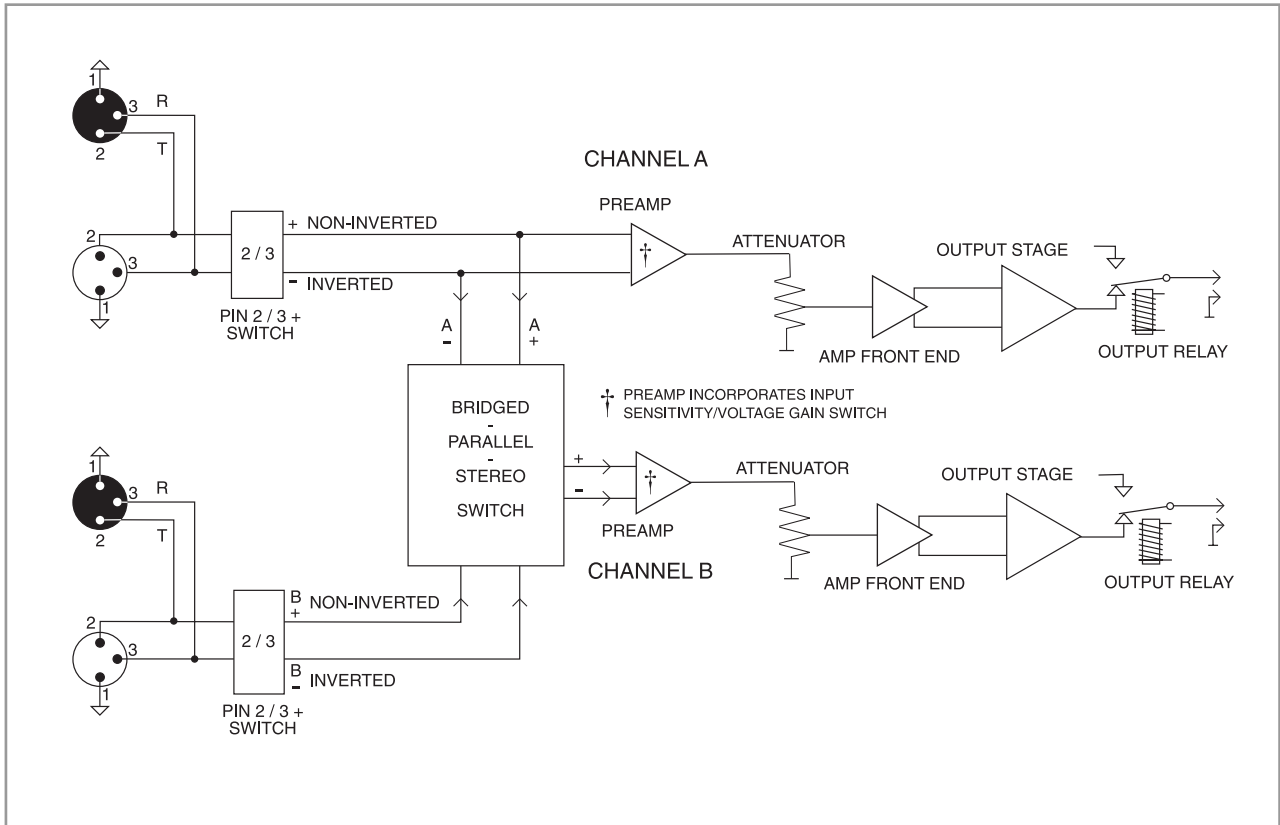 1
3 R
2
T
2
3
1
2 / 3
PIN 2 / 3 +
SWITCH
+ NON-INVERTED
- INVERTED
CHANNEL A
PREAMP
†
ATTENUATOR
AMP FRONT END
OUTPUT STAGE
OUTPUT RELAY
A
-
A
+
BRIDGED
-
PARALLEL
-
STEREO
SWITCH
† PREAMP INCORPORATES INPUT
SENSITIVITY/VOLTAGE GAIN SWITCH
+
-
†
PREAMP
CHANNEL B
ATTENUATOR
AMP FRONT END
OUTPUT STAGE
OUTPUT RELAY
1
3 R
2
T
2
3
1
2 / 3
PIN 2 / 3 +
SWITCH
B
+ NON-INVERTED
B
- INVERTED